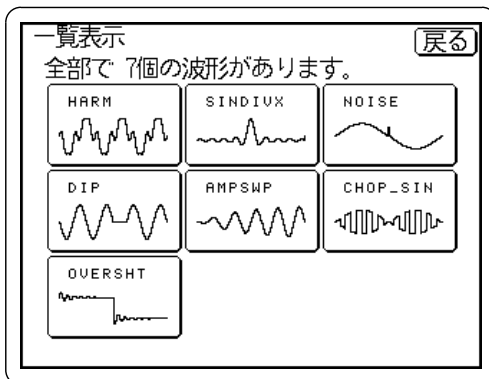 一覧表示
戻る
全部で 7個の波形があります。
HARM SINDIVX NOISE
DIP AMPSWP CHOP_SIN
OVERSHT